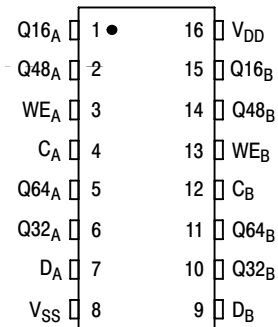 Q16A 1 16 VDD
Q48A 2 15 Q16B
WEA 3 14 Q48B
CA 4 13 WEB
Q64A 5 12 CB
Q32A 6 11 Q64B
DA 7 10 Q32B
VSS 8 9 DB